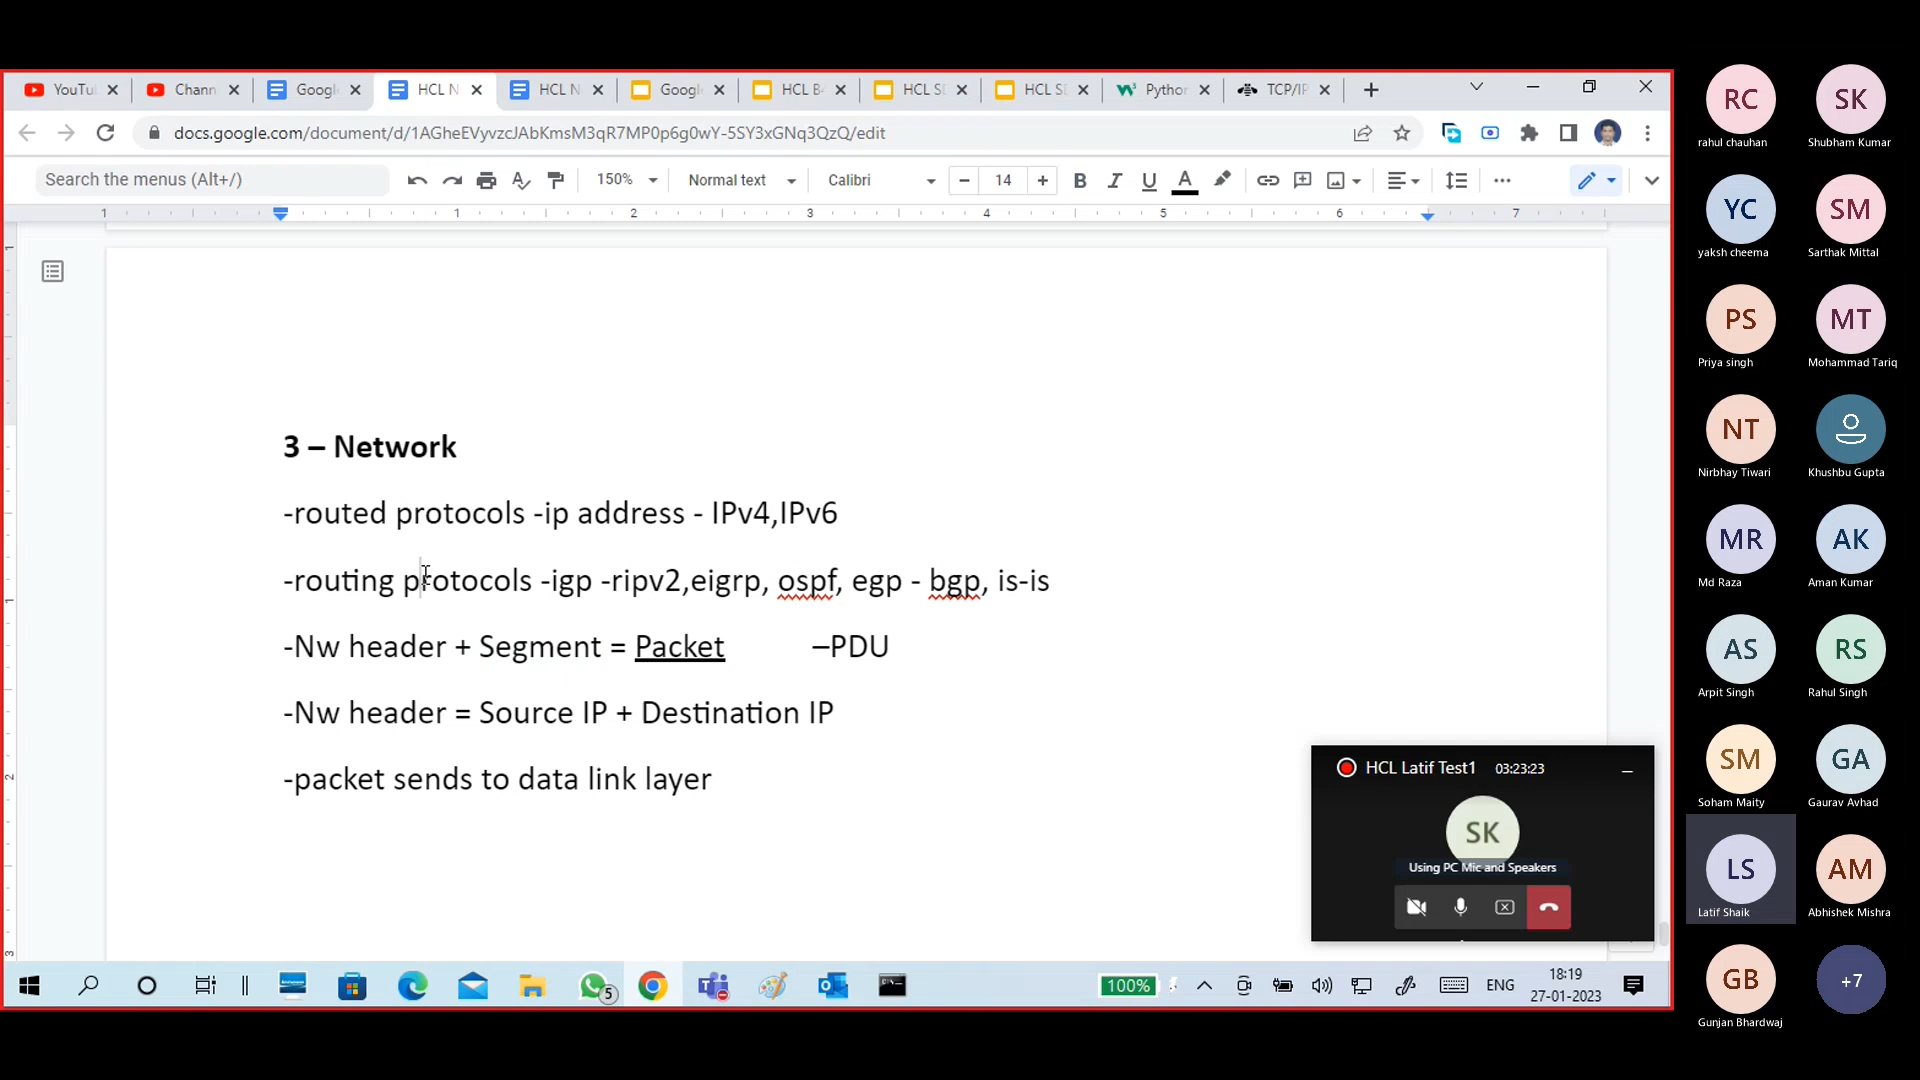 YouTu
Chann
Google
HCL N
HCL N
Google
HCL B
HCL S
HCL S
Python
TCP/IP
docs.google.com/document/d/1AGheEVyvzcJAbKmsM3qR7MP0p6g0wY-5SY3xGNq3QzQ/edit
Search the menus (Alt+/)
150%
Normal text
Calibri
14
B
I
U
A
1 1 2 3 4 5 6 7
3 – Network
-routed protocols -ip address - IPv4,IPv6
-routing protocols -igp -ripv2,eigrp, ospf, egp - bgp, is-is
-Nw header + Segment = Packet –PDU
-Nw header = Source IP + Destination IP
-packet sends to data link layer
1
1
2
3
HCL Latif Test1 03:23:23
SK
Using PC Mic and Speakers
5
100%
ENG
18:19
27-01-2023
RC
rahul chauhan
SK
Shubham Kumar
YC
yaksh cheema
SM
Sarthak Mittal
PS
Priya singh
MT
Mohammad Tariq
NT
Nirbhay Tiwari
Khushbu Gupta
MR
Md Raza
AK
Aman Kumar
AS
Arpit Singh
RS
Rahul Singh
SM
Soham Maity
GA
Gaurav Avhad
LS
Latif Shaik
AM
Abhishek Mishra
GB
Gunjan Bhardwaj
+7